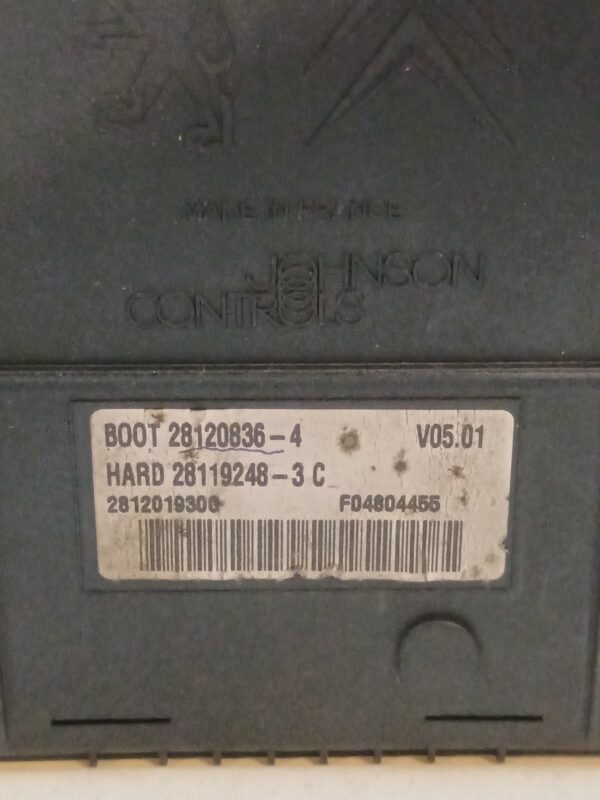 MADE IN FRANCE
JOHNSON
CONTROLS
BOOT 28120836-4 V05.01
HARD 28119248-3 C
2812019300 F04804455